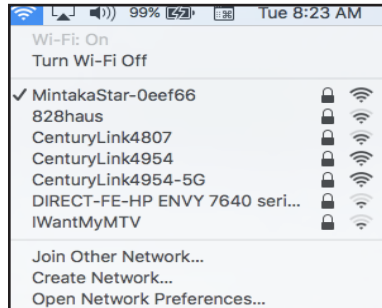 99% Tue 8:23 AM
Wi-Fi: On
Turn Wi-Fi Off
MintakaStar-0eef66
828haus
CenturyLink4807
CenturyLink4954
CenturyLink4954-5G
DIRECT-FE-HP ENVY 7640 seri...
IWantMyMTV
Join Other Network...
Create Network...
Open Network Preferences...